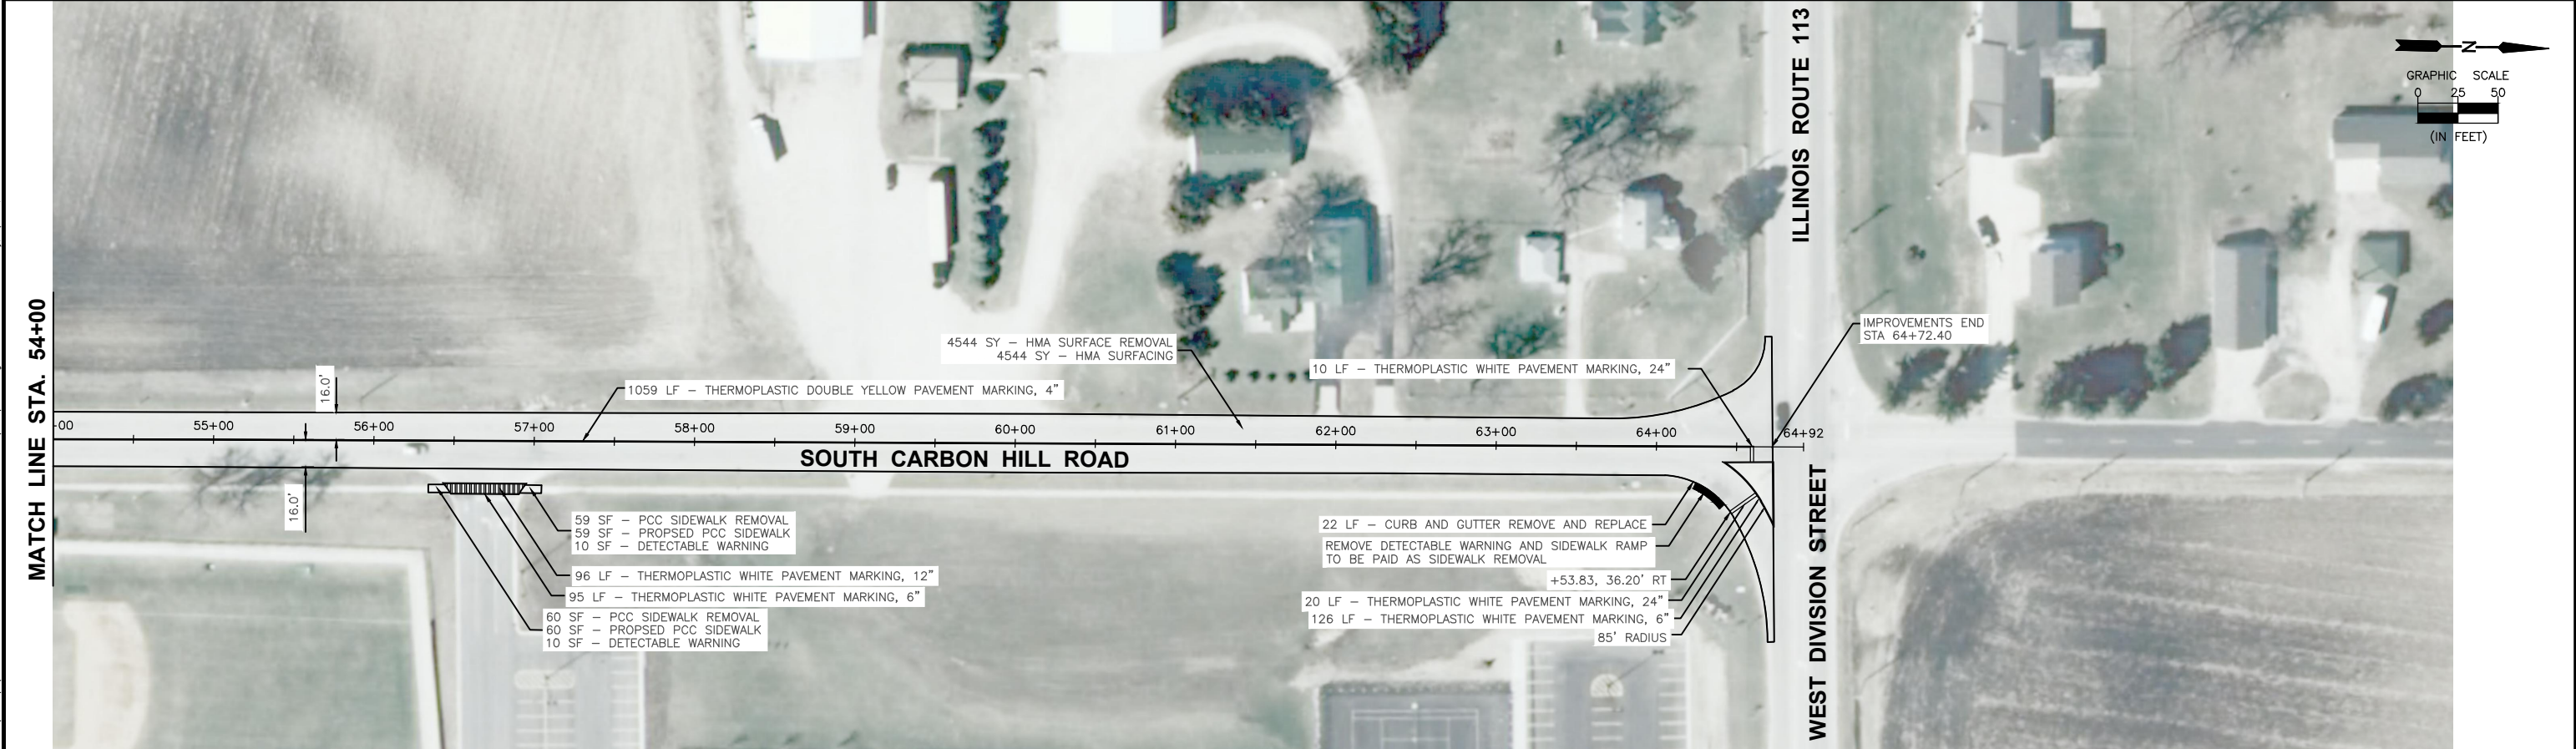 MATCH LINE STA. 54+00
ILLINOIS ROUTE 113
N
GRAPHIC SCALE
0 25 50
(IN FEET)
IMPROVEMENTS END
STA 64+72.40
4544 SY – HMA SURFACE REMOVAL
4544 SY – HMA SURFACING
10 LF – THERMOPLASTIC WHITE PAVEMENT MARKING, 24"
16.0'
1059 LF – THERMOPLASTIC DOUBLE YELLOW PAVEMENT MARKING, 4"
-00 55+00 56+00 57+00 58+00 59+00 60+00 61+00 62+00 63+00 64+00 64+92
SOUTH CARBON HILL ROAD
16.0'
59 SF – PCC SIDEWALK REMOVAL
59 SF – PROPSED PCC SIDEWALK
10 SF – DETECTABLE WARNING
96 LF – THERMOPLASTIC WHITE PAVEMENT MARKING, 12"
95 LF – THERMOPLASTIC WHITE PAVEMENT MARKING, 6"
60 SF – PCC SIDEWALK REMOVAL
60 SF – PROPSED PCC SIDEWALK
10 SF – DETECTABLE WARNING
22 LF – CURB AND GUTTER REMOVE AND REPLACE
REMOVE DETECTABLE WARNING AND SIDEWALK RAMP
TO BE PAID AS SIDEWALK REMOVAL
+53.83, 36.20' RT
20 LF – THERMOPLASTIC WHITE PAVEMENT MARKING, 24"
126 LF – THERMOPLASTIC WHITE PAVEMENT MARKING, 6"
85' RADIUS
WEST DIVISION STREET